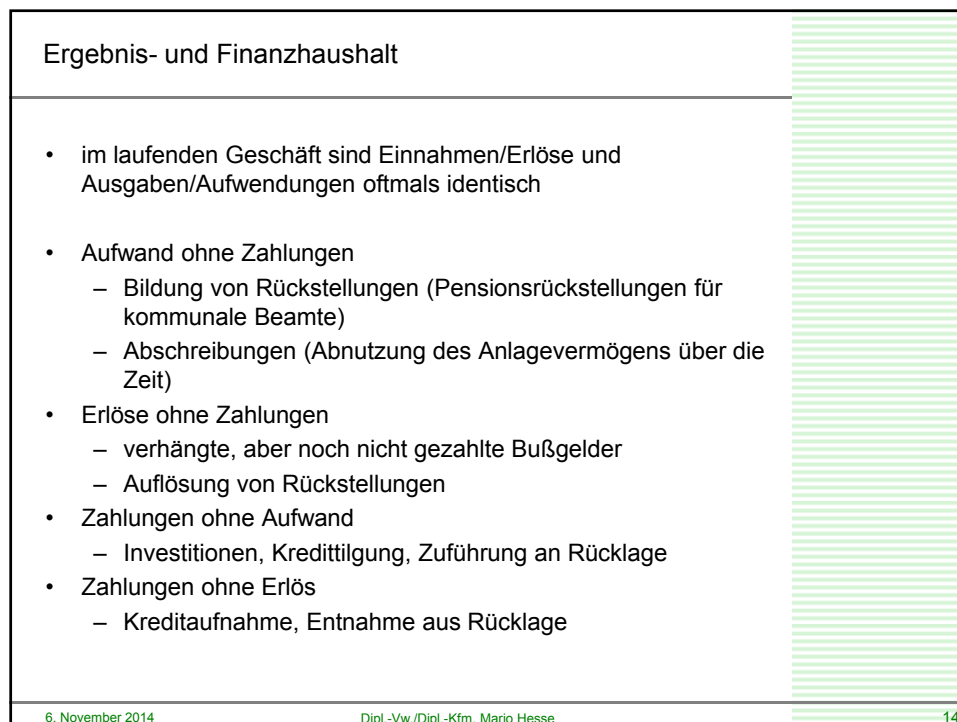 Ergebnis- und Finanzhaushalt
• im laufenden Geschäft sind Einnahmen/Erlöse und
Ausgaben/Aufwendungen oftmals identisch
• Aufwand ohne Zahlungen
– Bildung von Rückstellungen (Pensionsrückstellungen für
kommunale Beamte)
– Abschreibungen (Abnutzung des Anlagevermögens über die
Zeit)
• Erlöse ohne Zahlungen
– verhängte, aber noch nicht gezahlte Bußgelder
– Auflösung von Rückstellungen
• Zahlungen ohne Aufwand
– Investitionen, Kredittilgung, Zuführung an Rücklage
• Zahlungen ohne Erlös
– Kreditaufnahme, Entnahme aus Rücklage
6. November 2014 Dipl.-Vw./Dipl.-Kfm. Mario Hesse 14